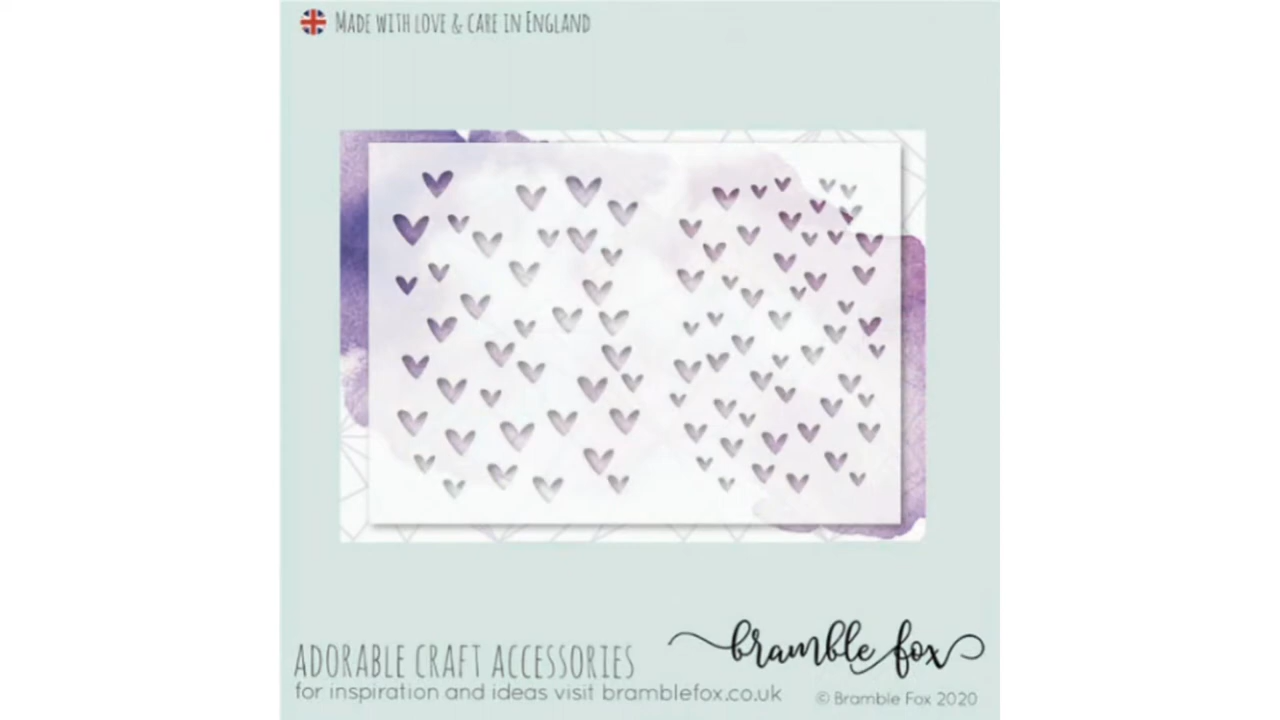 Made with love & care in England
Adorable Craft Accessories
bramble fox
for inspiration and ideas visit bramblefox.co.uk
© Bramble Fox 2020